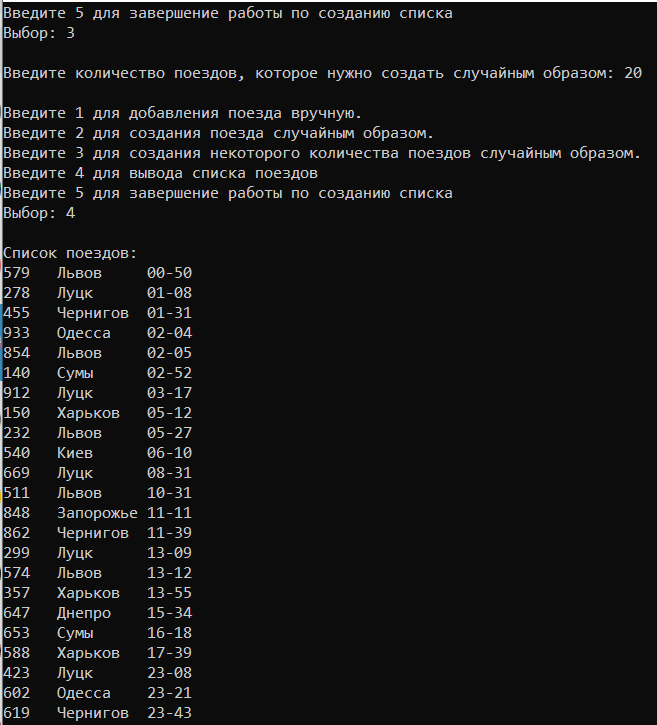 Введите 5 для завершение работы по созданию списка
Выбор: 3
Введите количество поездов, которое нужно создать случайным образом: 20
Введите 1 для добавления поезда вручную.
Введите 2 для создания поезда случайным образом.
Введите 3 для создания некоторого количества поездов случайным образом.
Введите 4 для вывода списка поездов
Введите 5 для завершение работы по созданию списка
Выбор: 4
Список поездов:
579 Львов 00-50
278 Луцк 01-08
455 Чернигов 01-31
933 Одесса 02-04
854 Львов 02-05
140 Сумы 02-52
912 Луцк 03-17
150 Харьков 05-12
232 Львов 05-27
540 Киев 06-10
669 Луцк 08-31
511 Львов 10-31
848 Запорожье 11-11
862 Чернигов 11-39
299 Луцк 13-09
574 Львов 13-12
357 Харьков 13-55
647 Днепро 15-34
653 Сумы 16-18
588 Харьков 17-39
423 Луцк 23-08
602 Одесса 23-21
619 Чернигов 23-43